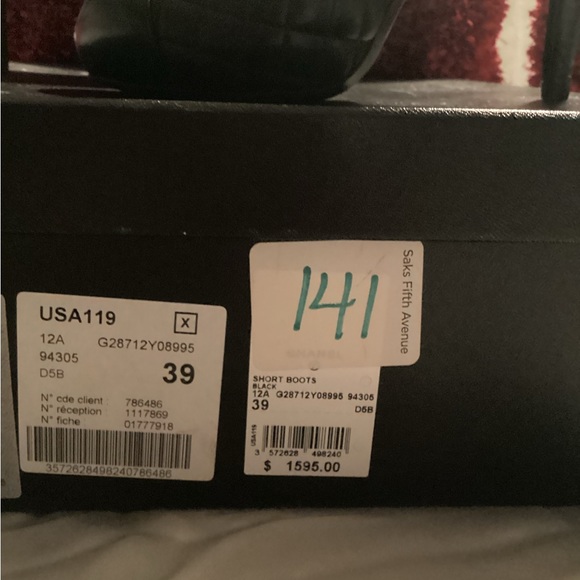 USA119
X
12A G28712Y08995
94305
D5B 39
N° cde client : 786486
N° réception 1117869
N° fiche 01777918
3572628498240786486
141
Saks Fifth Avenue
SHORT BOOTS
BLACK
12A G28712Y08995 94305
39 D5B
USA119
3 572628 498240
$ 1595.00